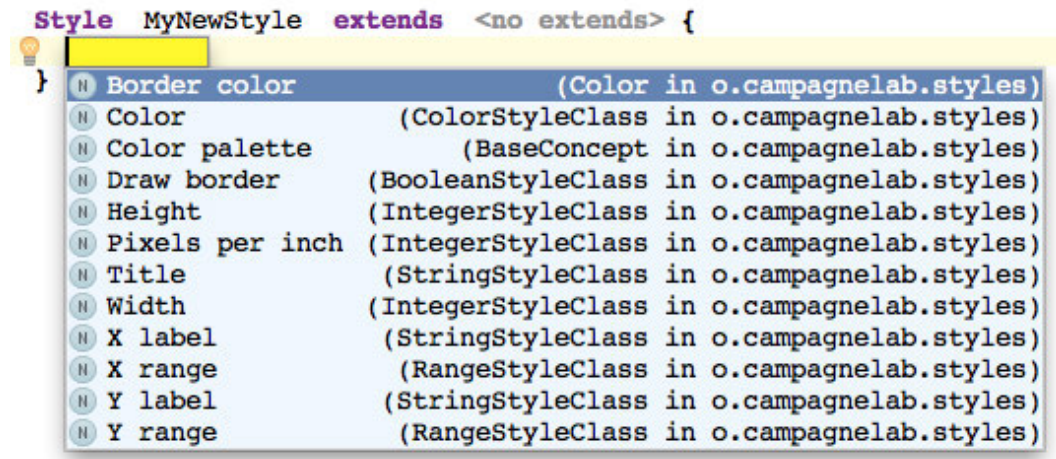 Style MyNewStyle extends <no extends> {
}
N Border color (Color in o.campagnelab.styles)
N Color (ColorStyleClass in o.campagnelab.styles)
N Color palette (BaseConcept in o.campagnelab.styles)
N Draw border (BooleanStyleClass in o.campagnelab.styles)
N Height (IntegerStyleClass in o.campagnelab.styles)
N Pixels per inch (IntegerStyleClass in o.campagnelab.styles)
N Title (StringStyleClass in o.campagnelab.styles)
N Width (IntegerStyleClass in o.campagnelab.styles)
N X label (StringStyleClass in o.campagnelab.styles)
N X range (RangeStyleClass in o.campagnelab.styles)
N Y label (StringStyleClass in o.campagnelab.styles)
N Y range (RangeStyleClass in o.campagnelab.styles)